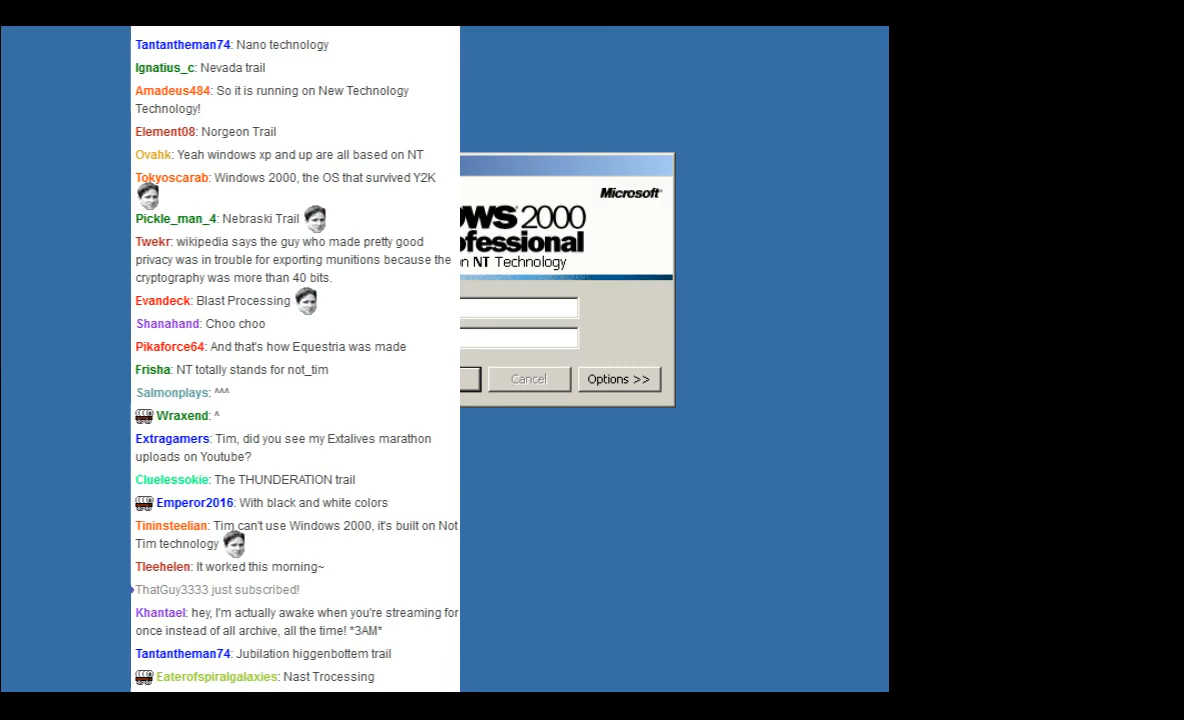 Tantantheman74: Nano technology
Ignatius_c: Nevada trail
Amadeus484: So it is running on New Technology
Technology!
Element08: Norgeon Trail
Ovahk: Yeah windows xp and up are all based on NT
Tokyoscarab: Windows 2000, the OS that survived Y2K
Pickle_man_4: Nebraski Trail
Twekr: wikipedia says the guy who made pretty good
privacy was in trouble for exporting munitions because the
cryptography was more than 40 bits.
Evandeck: Blast Processing
Shanahand: Choo choo
Pikaforce64: And that's how Equestria was made
Frisha: NT totally stands for not_tim
Salmonplays: ^^^
Wraxend: ^
Extragamers: Tim, did you see my Extalives marathon
uploads on Youtube?
Cluelessokie: The THUNDERATION trail
Emperor2016: With black and white colors
Tininsteelian: Tim can't use Windows 2000, it's built on Not
Tim technology
Tleehelen: It worked this morning~
ThatGuy3333 just subscribed!
Khantael: hey, I'm actually awake when you're streaming for
once instead of all archive, all the time! *3AM*
Tantantheman74: Jubilation higgenbottem trail
Eaterofspiralgalaxies: Nast Trocessing
Microsoft
ows 2000
ofessional
n NT Technology
Cancel
Options >>